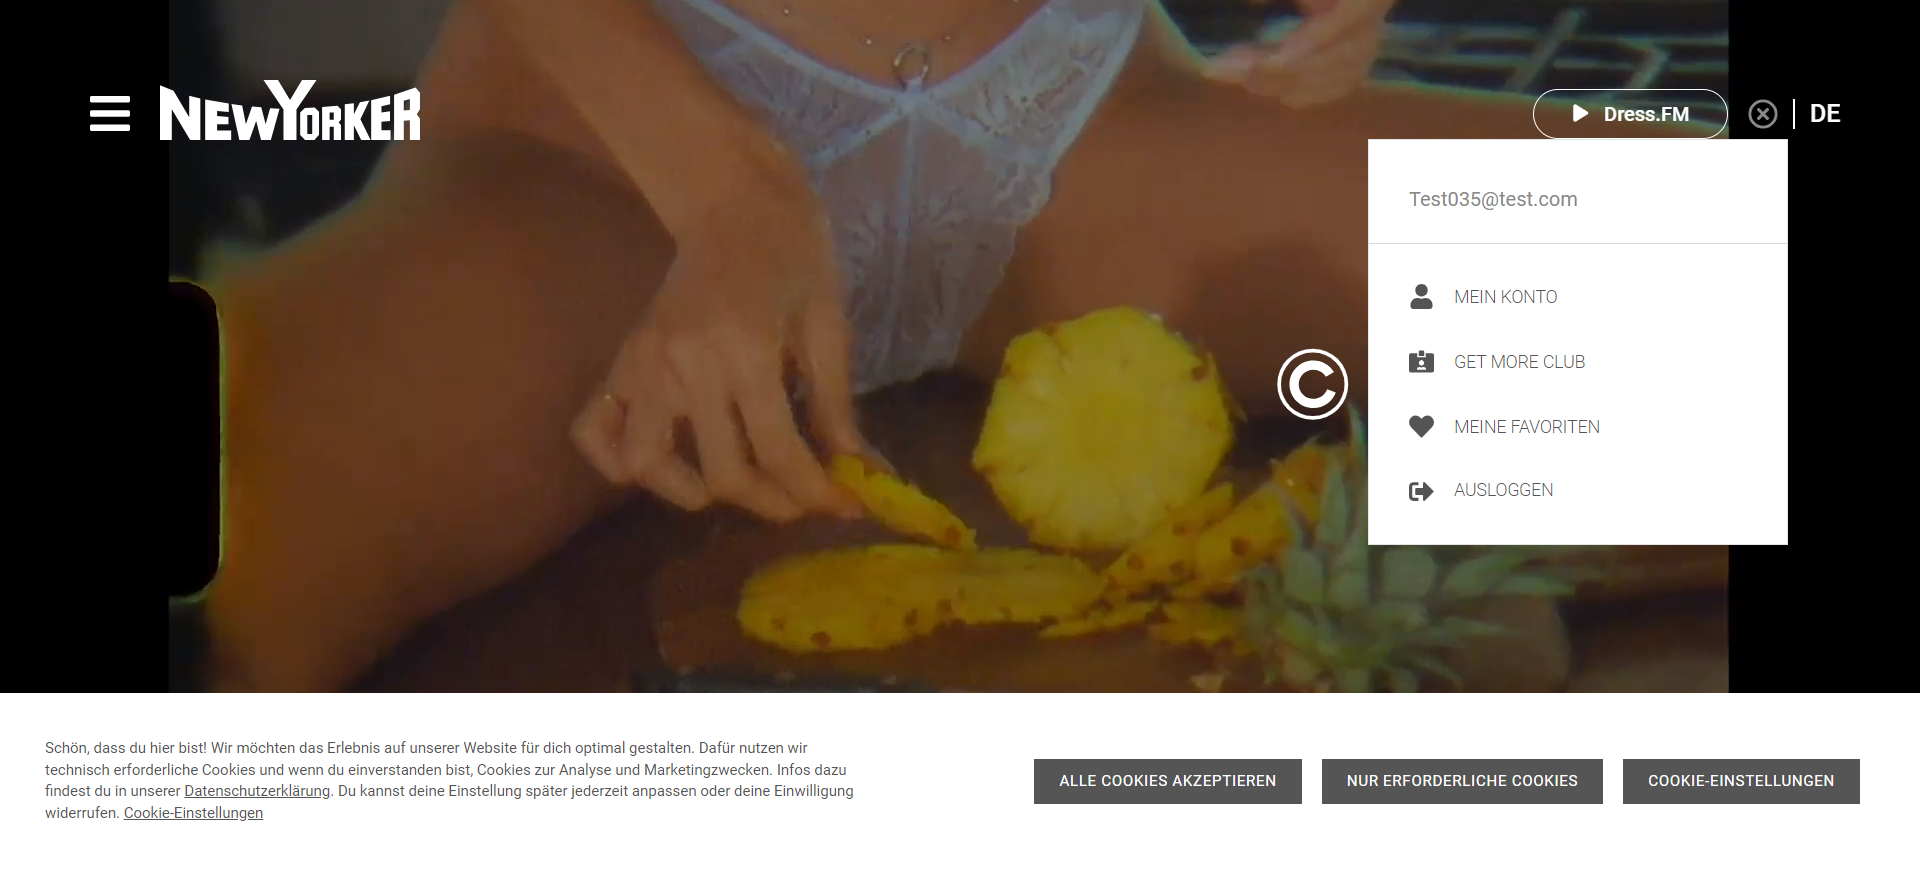 NEWYORKER
Dress.FM
DE
Test035@test.com
MEIN KONTO
GET MORE CLUB
MEINE FAVORITEN
AUSLOGGEN
©
Schön, dass du hier bist! Wir möchten das Erlebnis auf unserer Website für dich optimal gestalten. Dafür nutzen wir
technisch erforderliche Cookies und wenn du einverstanden bist, Cookies zur Analyse und Marketingzwecken. Infos dazu
findest du in unserer Datenschutzerklärung. Du kannst deine Einstellung später jederzeit anpassen oder deine Einwilligung
widerrufen. Cookie-Einstellungen
ALLE COOKIES AKZEPTIEREN
NUR ERFORDERLICHE COOKIES
COOKIE-EINSTELLUNGEN